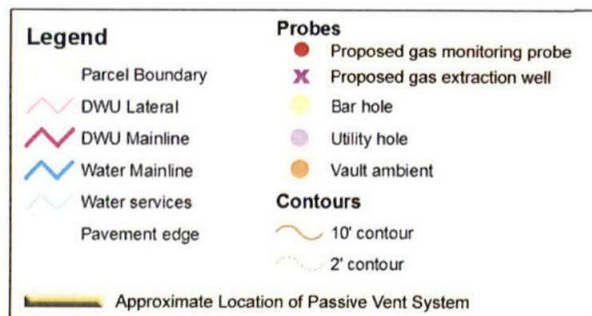 Legend
Parcel Boundary
DWU Lateral
DWU Mainline
Water Mainline
Water services
Pavement edge
Probes
Proposed gas monitoring probe
Proposed gas extraction well
Bar hole
Utility hole
Vault ambient
Contours
10' contour
2' contour
Approximate Location of Passive Vent System